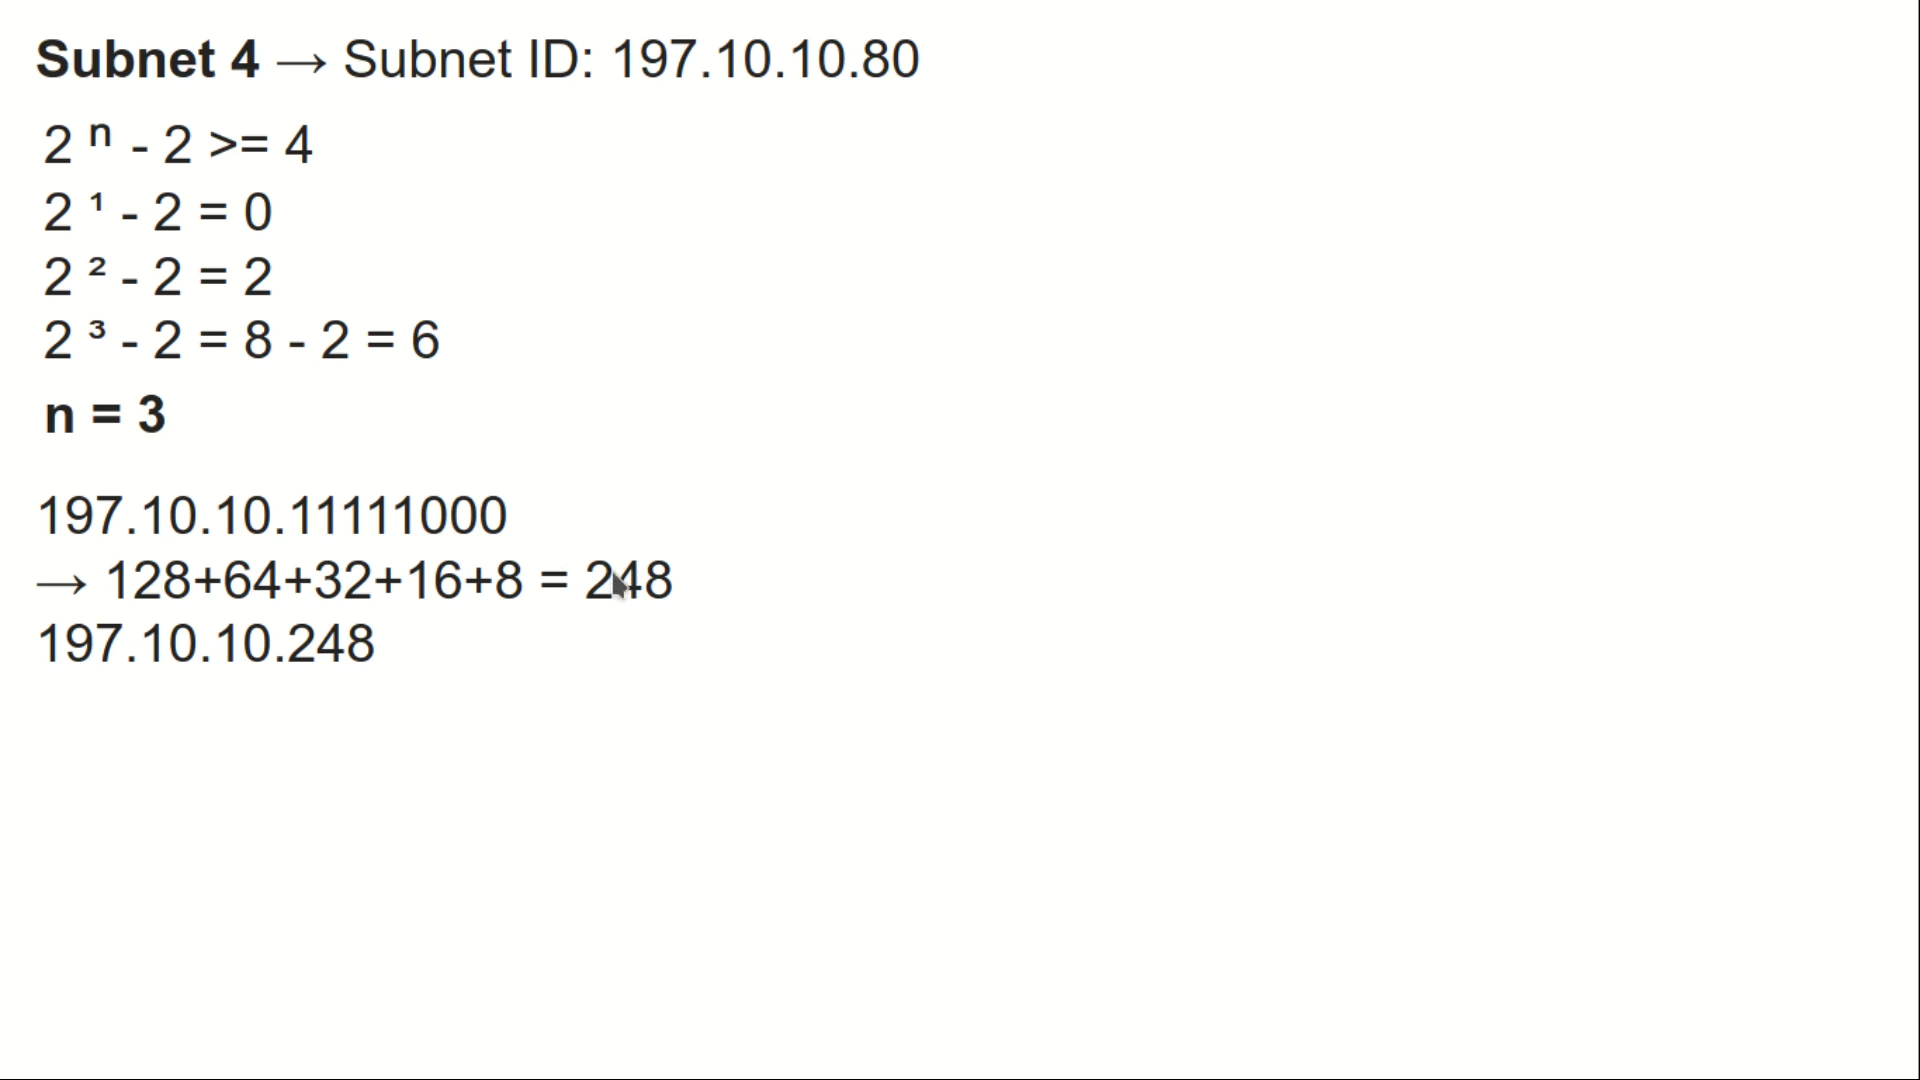 Subnet 4 → Subnet ID: 197.10.10.80
2 ⁿ - 2 >= 4
2 ¹ - 2 = 0
2 ² - 2 = 2
2 ³ - 2 = 8 - 2 = 6
n = 3
197.10.10.11111000
→ 128+64+32+16+8 = 248
197.10.10.248